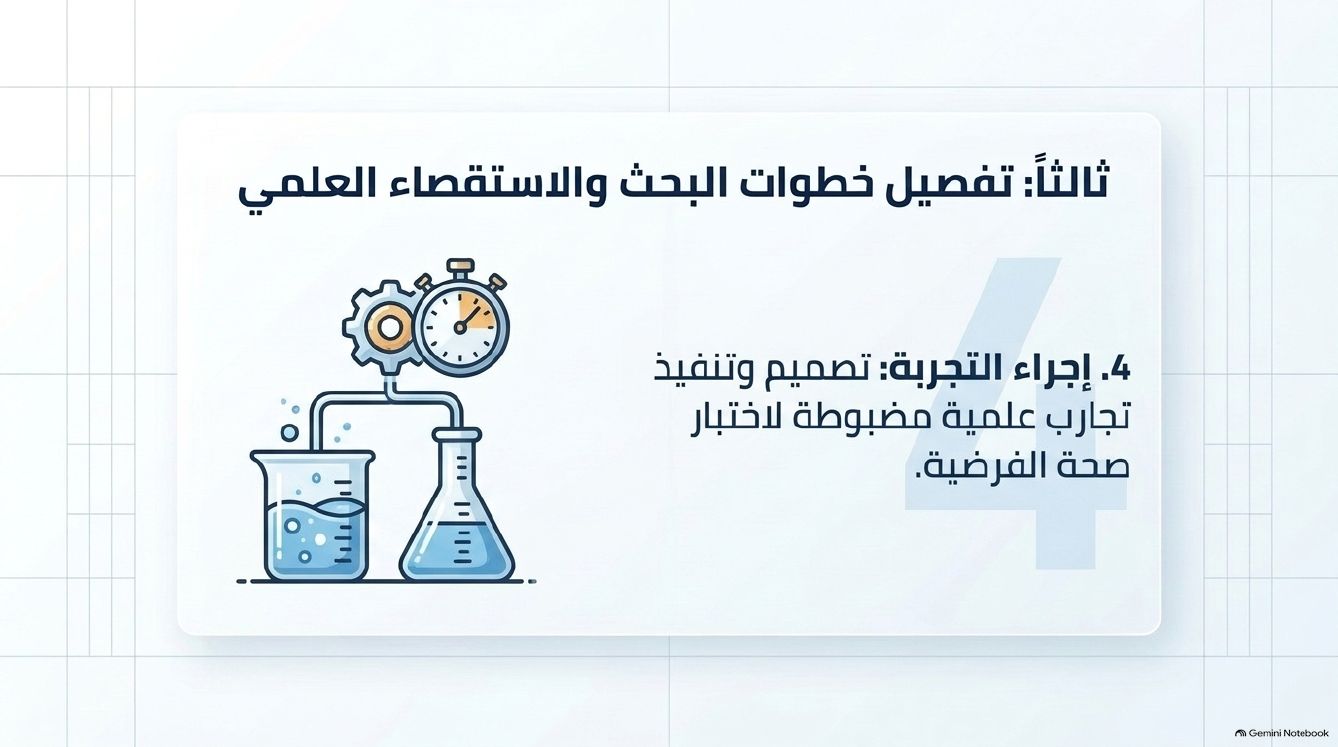 ثالثاً: تفصيل خطوات البحث والاستقصاء العلمي
4
4. إجراء التجربة: تصميم وتنفيذ
تجارب علمية مضبوطة لاختبار
صحة الفرضية.
Gemini Notebook